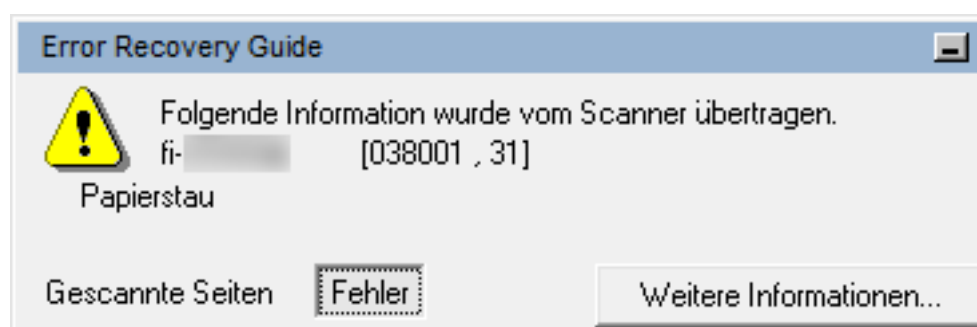 Error Recovery Guide
Folgende Information wurde vom Scanner übertragen.
fi- [038001 , 31]
Papierstau
Gescannte Seiten Fehler Weitere Informationen...